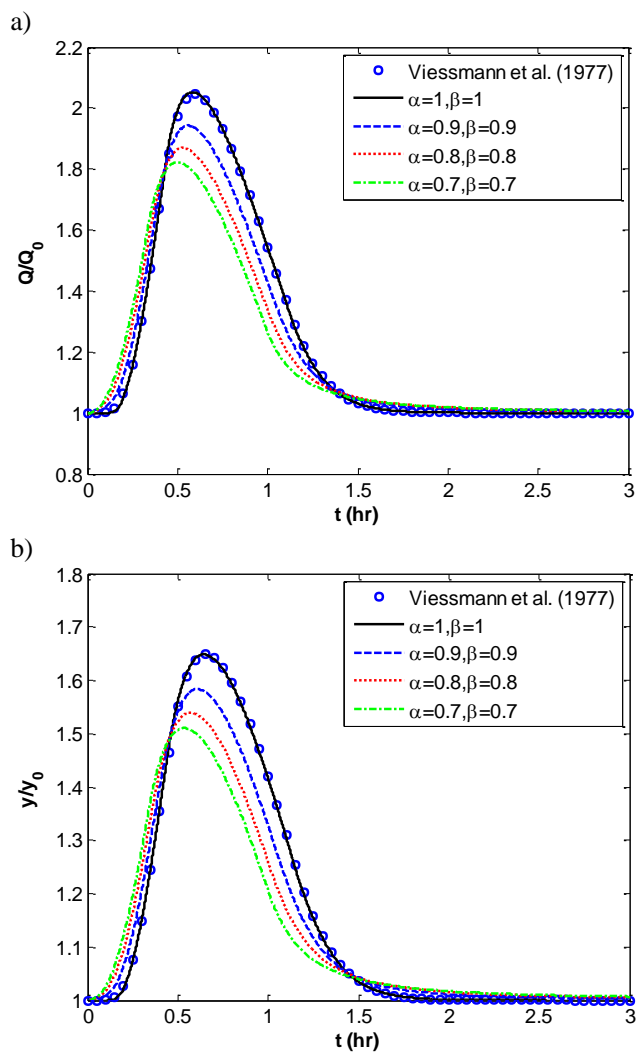 a)
2.2
2
1.8
1.6
1.4
1.2
1
0.8
Q/Q0
Viessmann et al. (1977)
α=1,β=1
α=0.9,β=0.9
α=0.8,β=0.8
α=0.7,β=0.7
0 0.5 1 1.5 2 2.5 3
t (hr)
b)
1.8
1.7
1.6
1.5
1.4
1.3
1.2
1.1
1
y/y0
Viessmann et al. (1977)
α=1,β=1
α=0.9,β=0.9
α=0.8,β=0.8
α=0.7,β=0.7
0 0.5 1 1.5 2 2.5 3
t (hr)